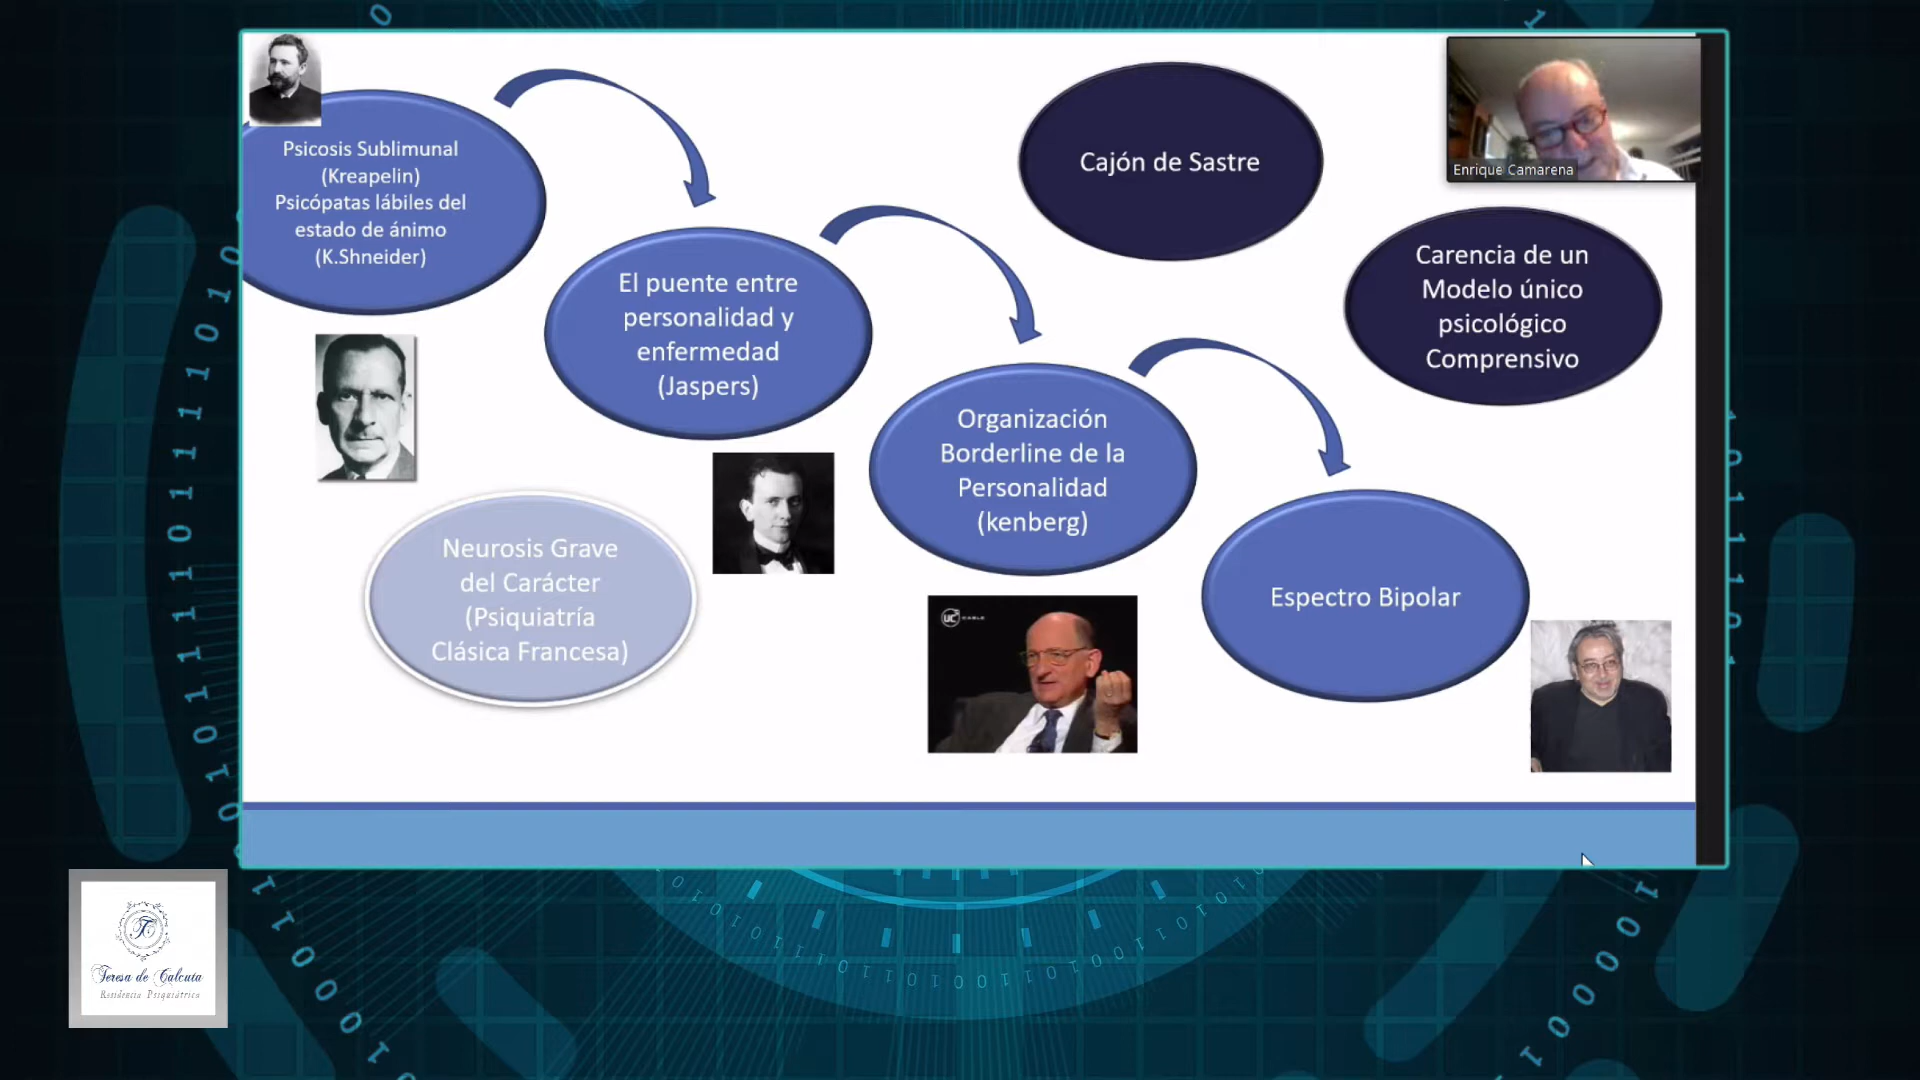 Psicosis Sublimunal
(Kreapelin)
Psicópatas lábiles del
estado de ánimo
(K.Shneider)
El puente entre
personalidad y
enfermedad
(Jaspers)
Organización
Borderline de la
Personalidad
(kenberg)
Espectro Bipolar
Neurosis Grave
del Carácter
(Psiquiatría
Clásica Francesa)
Cajón de Sastre
Carencia de un
Modelo único
psicológico
Comprensivo
Enrique Camarena
UC
Teresa de Calcuta
Residencia Psiquiátrica